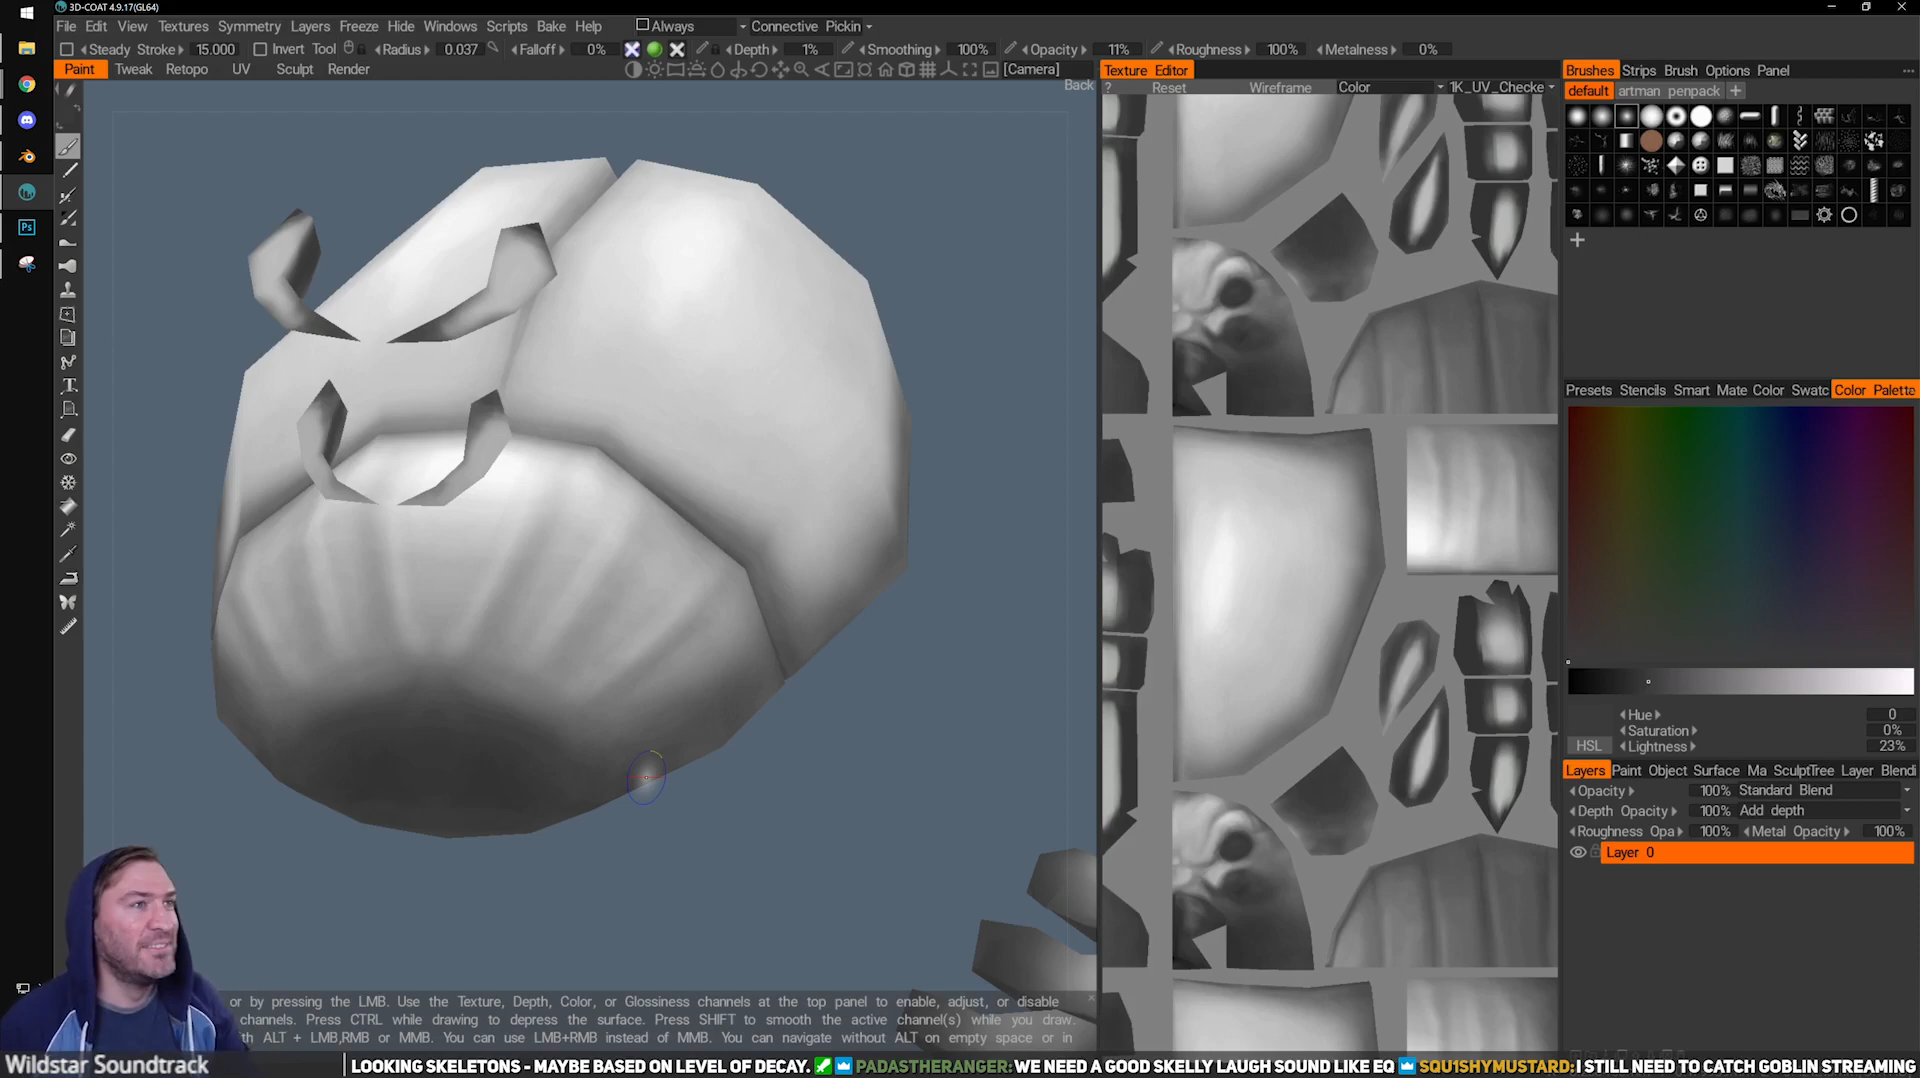 3D-COAT 4.9.17(GL64)
File Edit View Textures Symmetry Layers Freeze Hide Windows Scripts Bake Help Always Connective Pickin
Steady Stroke 15.000 Invert Tool Radius 0.037 Falloff 0% Depth 1% Smoothing 100% Opacity 11% Roughness 100% Metalness 0%
Paint Tweak Retopo UV Sculpt Render [Camera]
Back
Texture Editor
? Reset Wireframe Color 1K_UV_Checke
Brushes Strips Brush Options Panel
default artman penpack +
Presets Stencils Smart Mate Color Swatc Color Palette
Hue 0
Saturation 0%
HSL Lightness 23%
Layers Paint Object Surface Ma SculptTree Layer Blendi
Opacity 100% Standard Blend
Depth Opacity 100% Add depth
Roughness Opa 100% Metal Opacity 100%
Layer 0
or by pressing the LMB. Use the Texture, Depth, Color, or Glossiness channels at the top panel to enable, adjust, or disable
channels. Press CTRL while drawing to depress the surface. Press SHIFT to smooth the active channel(s) while you draw.
ALT + LMB,RMB or MMB. You can use LMB+RMB instead of MMB. You can navigate without ALT on empty space or in
Wildstar Soundtrack
LOOKING SKELETONS - MAYBE BASED ON LEVEL OF DECAY. PADASTHERANGER: WE NEED A GOOD SKELLY LAUGH SOUND LIKE EQ SQU1SHYMUSTARD: I STILL NEED TO CATCH GOBLIN STREAMING